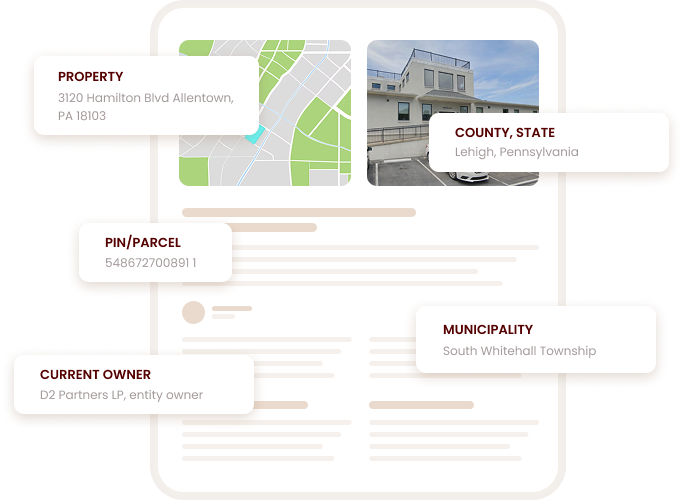 PROPERTY
3120 Hamilton Blvd Allentown,
PA 18103
COUNTY, STATE
Lehigh, Pennsylvania
PIN/PARCEL
548672700891 1
MUNICIPALITY
South Whitehall Township
CURRENT OWNER
D2 Partners LP, entity owner